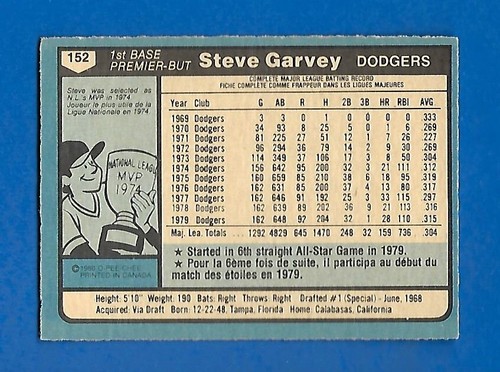 152
1st BASE
PREMIER-BUT
Steve Garvey
DODGERS
COMPLETE MAJOR LEAGUE BATTING RECORD
FICHE COMPLÈTE COMME FRAPPEUR DANS LES LIGUES MAJEURES
Steve was selected as
N.L.'s MVP in 1974
Joueur le plus utile de la
Ligue Nationale en 1974.
NATIONAL LEAGUE
MVP
1974
© 1980 O-PEE-CHEE
PRINTED IN CANADA
Year Club G AB R H 2B 3B HR RBI AVG
1969 Dodgers 3 3 0 1 0 0 0 0 .333
1970 Dodgers 34 93 8 25 5 0 1 6 .269
1971 Dodgers 81 225 27 51 12 1 7 26 .227
1972 Dodgers 96 294 36 79 14 2 9 30 .269
1973 Dodgers 114 349 37 106 17 3 8 50 .304
1974 Dodgers 156 642 95 200 32 3 21 111 .312
1975 Dodgers 160 659 85 210 38 6 18 95 .319
1976 Dodgers 162 631 85 200 37 4 13 80 .317
1977 Dodgers 162 646 91 192 25 3 33 115 .297
1978 Dodgers 162 639 89 202 36 9 21 113 .316
1979 Dodgers 162 648 92 204 32 1 28 110 .315
Maj. Lea. Totals 1292 4829 645 1470 248 32 159 736 .304
★ Started in 6th straight All-Star Game in 1979.
★ Pour la 6ème fois de suite, il participa au début du
match des étoiles en 1979.
Height: 5'10" Weight: 190 Bats: Right Throws: Right Drafted #1 (Special) - June, 1968
Acquired: Via Draft Born: 12-22-48, Tampa, Florida Home: Calabasas, California